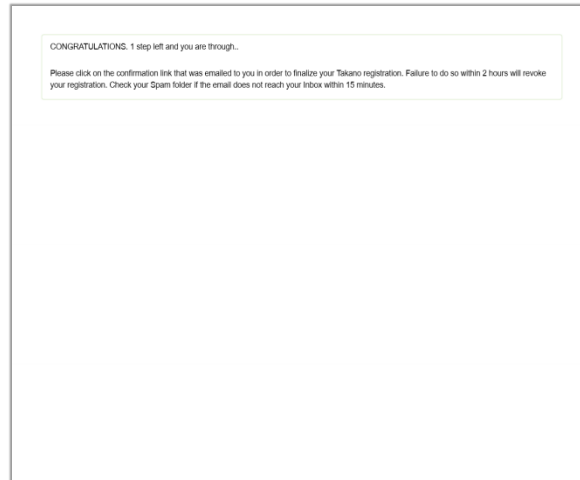 CONGRATULATIONS. 1 step left and you are through..
Please click on the confirmation link that was emailed to you in order to finalize your Takano registration. Failure to do so within 2 hours will revoke
your registration. Check your Spam folder if the email does not reach your Inbox within 15 minutes.